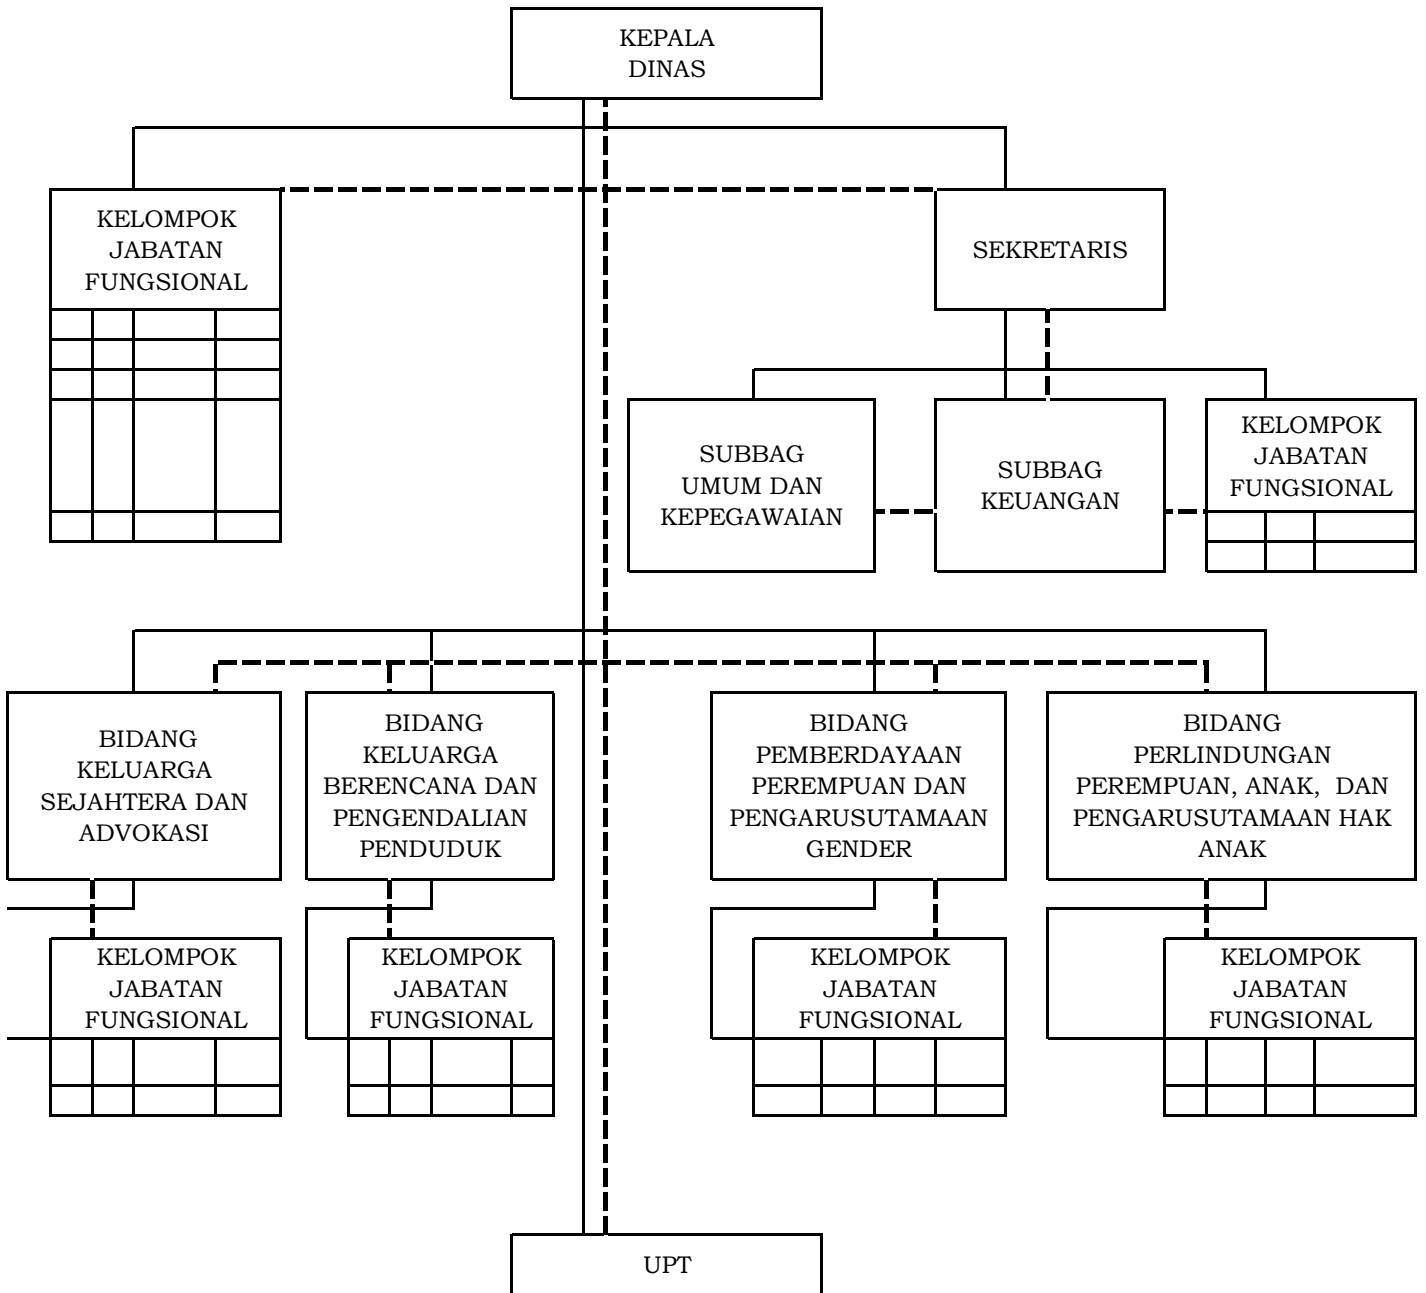 KEPALA
DINAS
KELOMPOK
JABATAN
FUNGSIONAL
SEKRETARIS
SUBBAG
UMUM DAN
KEPEGAWAIAN
SUBBAG
KEUANGAN
KELOMPOK
JABATAN
FUNGSIONAL
BIDANG
KELUARGA
SEJAHTERA DAN
ADVOKASI
BIDANG
KELUARGA
BERENCANA DAN
PENGENDALIAN
PENDUDUK
BIDANG
PEMBERDAYAAN
PEREMPUAN DAN
PENGARUSUTAMAAN
GENDER
BIDANG
PERLINDUNGAN
PEREMPUAN, ANAK,  DAN
PENGARUSUTAMAAN HAK
ANAK
KELOMPOK
JABATAN
FUNGSIONAL
KELOMPOK
JABATAN
FUNGSIONAL
KELOMPOK
JABATAN
FUNGSIONAL
KELOMPOK
JABATAN
FUNGSIONAL
UPT